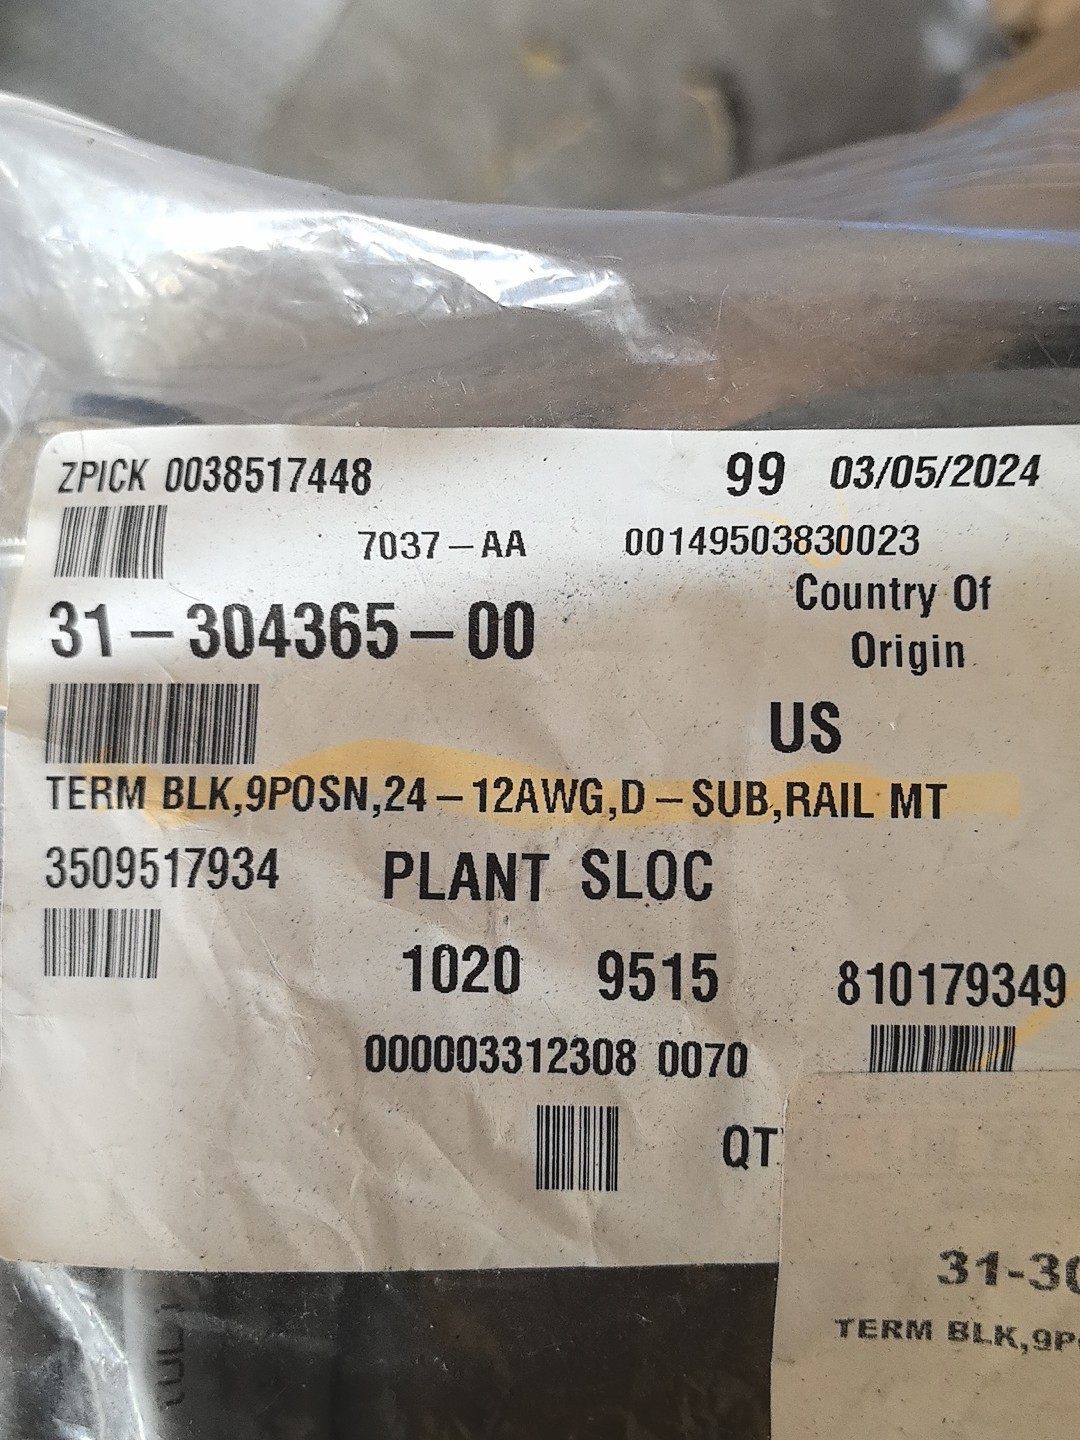 ZPICK 0038517448 99 03/05/2024
7037-AA 00149503830023
31-304365-00 Country Of
Origin
US
TERM BLK,9POSN,24-12AWG,D-SUB,RAIL MT
3509517934 PLANT SLOC
1020 9515 810179349
000003312308 0070
QT
31-30
TERM BLK,9P